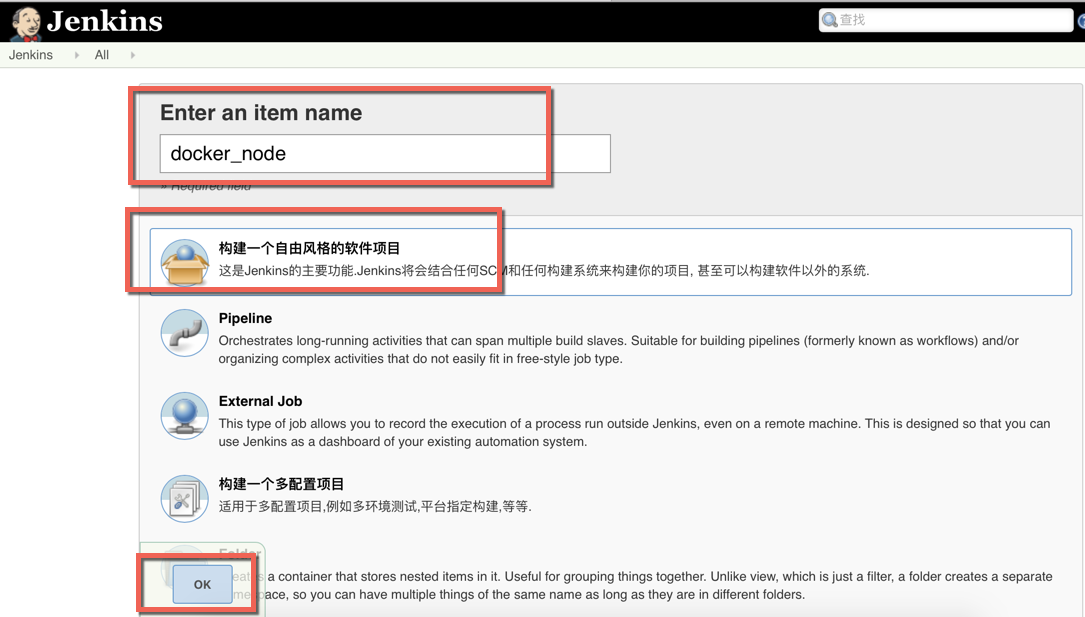 Jenkins
查找
Jenkins
All
Enter an item name
docker_node
» Required field
构建一个自由风格的软件项目
这是Jenkins的主要功能.Jenkins将会结合任何SCM和任何构建系统来构建你的项目, 甚至可以构建软件以外的系统.
Pipeline
Orchestrates long-running activities that can span multiple build slaves. Suitable for building pipelines (formerly known as workflows) and/or
organizing complex activities that do not easily fit in free-style job type.
External Job
This type of job allows you to record the execution of a process run outside Jenkins, even on a remote machine. This is designed so that you can
use Jenkins as a dashboard of your existing automation system.
构建一个多配置项目
适用于多配置项目,例如多环境测试,平台指定构建,等等.
Folder
a container that stores nested items in it. Useful for grouping things together. Unlike view, which is just a filter, a folder creates a separate
OK
so you can have multiple things of the same name as long as they are in different folders.